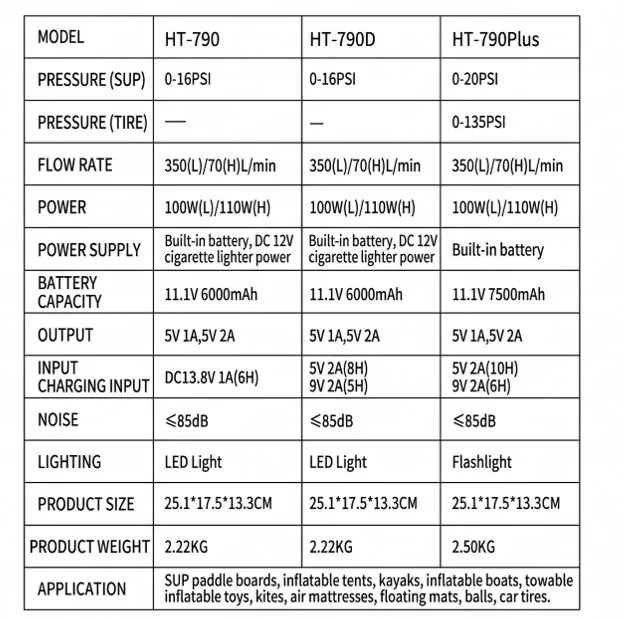 MODEL HT-790 HT-790D HT-790Plus
PRESSURE (SUP) 0-16PSI 0-16PSI 0-20PSI
PRESSURE (TIRE) — — 0-135PSI
FLOW RATE 350(L)/70(H)L/min 350(L)/70(H)L/min 350(L)/70(H)L/min
POWER 100W(L)/110W(H) 100W(L)/110W(H) 100W(L)/110W(H)
POWER SUPPLY Built-in battery, DC 12V cigarette lighter power Built-in battery, DC 12V cigarette lighter power Built-in battery
BATTERY CAPACITY 11.1V 6000mAh 11.1V 6000mAh 11.1V 7500mAh
OUTPUT 5V 1A,5V 2A 5V 1A,5V 2A 5V 1A,5V 2A
INPUT CHARGING INPUT DC13.8V 1A(6H) 5V 2A(8H) 9V 2A(5H) 5V 2A(10H) 9V 2A(6H)
NOISE ⩽85dB ⩽85dB ⩽85dB
LIGHTING LED Light LED Light Flashlight
PRODUCT SIZE 25.1*17.5*13.3CM 25.1*17.5*13.3CM 25.1*17.5*13.3CM
PRODUCT WEIGHT 2.22KG 2.22KG 2.50KG
APPLICATION SUP paddle boards, inflatable tents, kayaks, inflatable boats, towable
inflatable toys, kites, air mattresses, floating mats, balls, car tires.